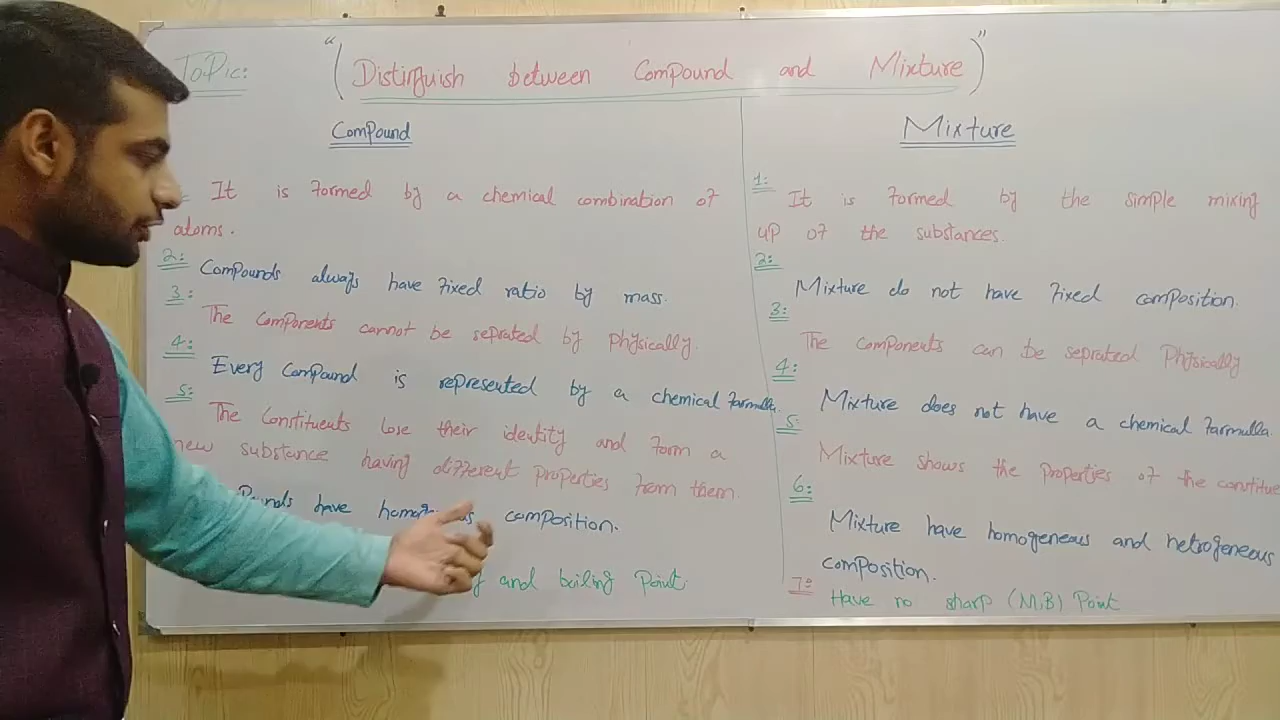 ToPic: "(Distinguish between Compound and Mixture)"
Compound
It is formed by a chemical combination of
atoms.
2: Compounds always have fixed ratio by mass.
3: The components cannot be seprated by Physically.
4: Every compound is represented by a chemical farmulla.
5: The constituents lose their identity and form a
new substance having different properties from them.
have composition.
and boiling Point.
Mixture
1: It is formed by the simple mixing
up of the substances.
2: Mixture do not have fixed composition.
3: The components can be seprated Physically
4: Mixture does not have a chemical farmulla.
5: Mixture shows the properties of the constitue
6: Mixture have homogeneous and hetrogeneous
composition.
7: Have no sharp (M,B) Point